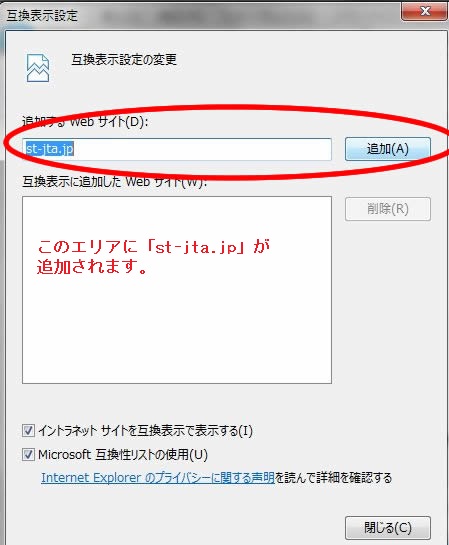 互換表示設定
互換表示設定の変更
追加する Web サイト(D):
st-jta.jp
追加(A)
互換表示に追加した Web サイト(W):
削除(R)
このエリアに「st-jta.jp」が
追加されます。
イントラネット サイトを互換表示で表示する(I)
Microsoft 互換性リストの使用(U)
Internet Explorer のプライバシーに関する声明を読んで詳細を確認する
閉じる(C)